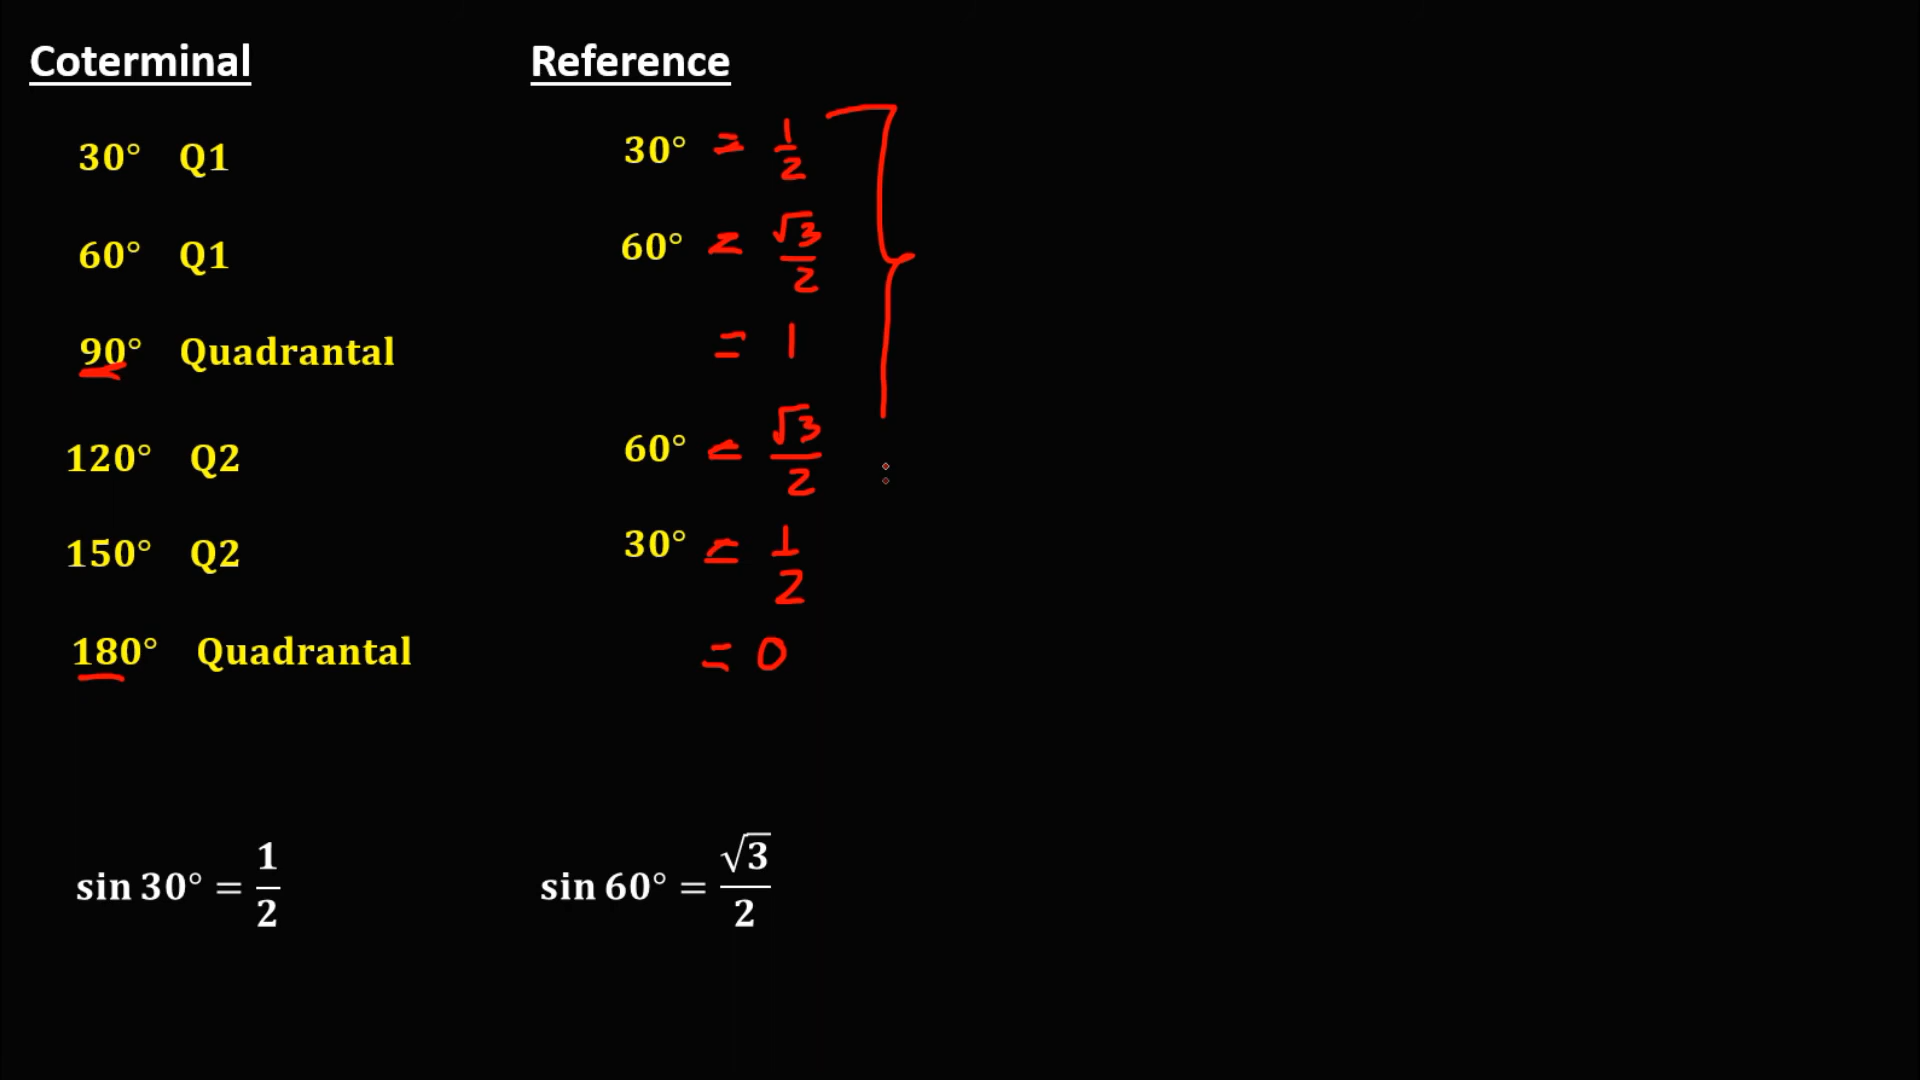 Coterminal Reference
30° Q1 30° = 1/2
60° Q1 60° = √3/2
90° Quadrantal = 1
120° Q2 60° = √3/2
150° Q2 30° = 1/2
180° Quadrantal = 0
sin 30° = 1/2 sin 60° = √3/2